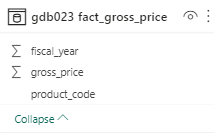 gdb023 fact_gross_price
fiscal_year
gross_price
product_code
Collapse